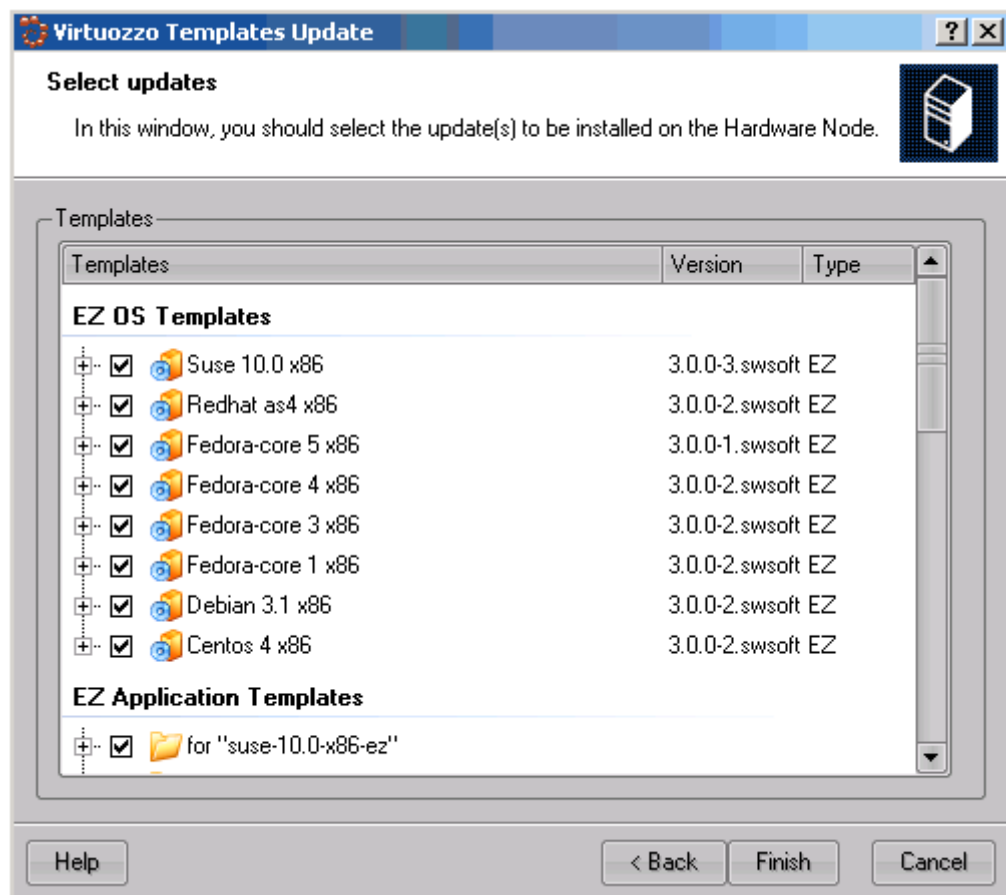 Virtuozzo Templates Update
Select updates
In this window, you should select the update(s) to be installed on the Hardware Node.
Templates
Templates Version Type
EZ OS Templates
Suse 10.0 x86 3.0.0-3.swsoft EZ
Redhat as4 x86 3.0.0-2.swsoft EZ
Fedora-core 5 x86 3.0.0-1.swsoft EZ
Fedora-core 4 x86 3.0.0-2.swsoft EZ
Fedora-core 3 x86 3.0.0-2.swsoft EZ
Fedora-core 1 x86 3.0.0-2.swsoft EZ
Debian 3.1 x86 3.0.0-2.swsoft EZ
Centos 4 x86 3.0.0-2.swsoft EZ
EZ Application Templates
for "suse-10.0-x86-ez"
Help < Back Finish Cancel